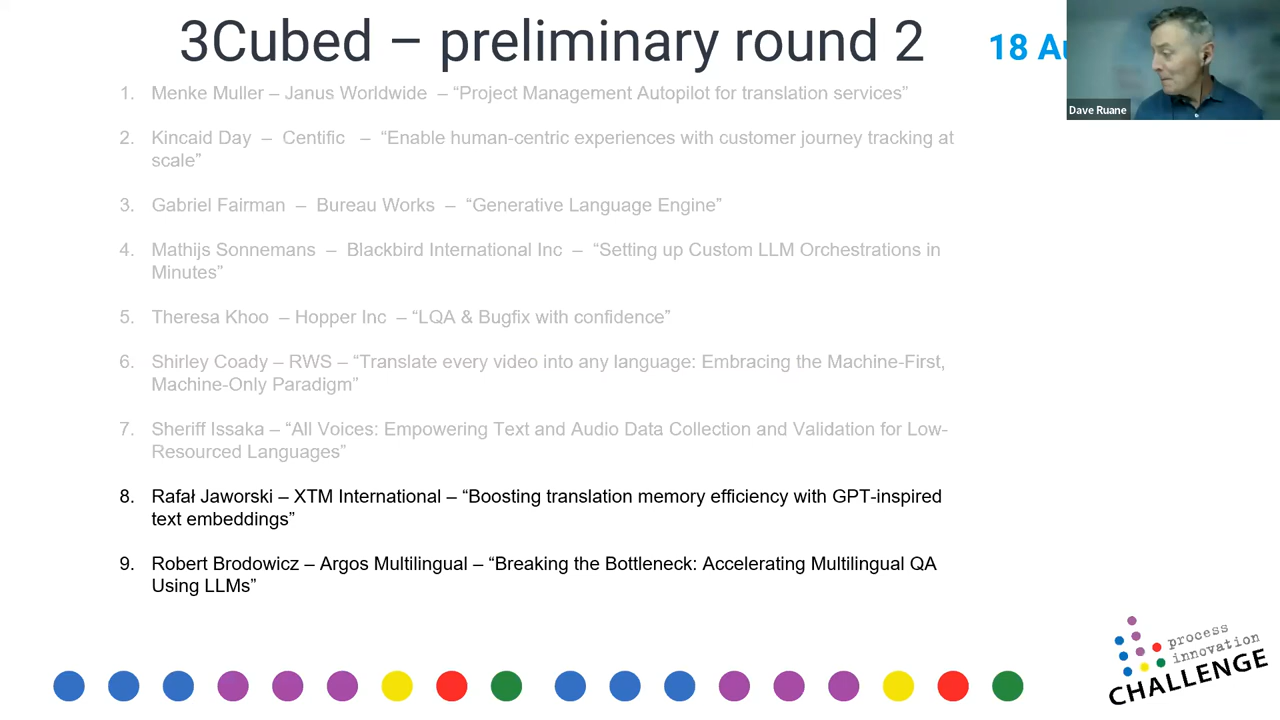 3Cubed – preliminary round 2
18 Au
Dave Ruane
1. Menke Muller – Janus Worldwide – “Project Management Autopilot for translation services”
2. Kincaid Day – Centific – “Enable human-centric experiences with customer journey tracking at
scale”
3. Gabriel Fairman – Bureau Works – “Generative Language Engine”
4. Mathijs Sonnemans – Blackbird International Inc – “Setting up Custom LLM Orchestrations in
Minutes”
5. Theresa Khoo – Hopper Inc – “LQA & Bugfix with confidence”
6. Shirley Coady – RWS – “Translate every video into any language: Embracing the Machine-First,
Machine-Only Paradigm”
7. Sheriff Issaka – “All Voices: Empowering Text and Audio Data Collection and Validation for Low-
Resourced Languages”
8. Rafał Jaworski – XTM International – “Boosting translation memory efficiency with GPT-inspired
text embeddings”
9. Robert Brodowicz – Argos Multilingual – “Breaking the Bottleneck: Accelerating Multilingual QA
Using LLMs”
process
innovation
CHALLENGE